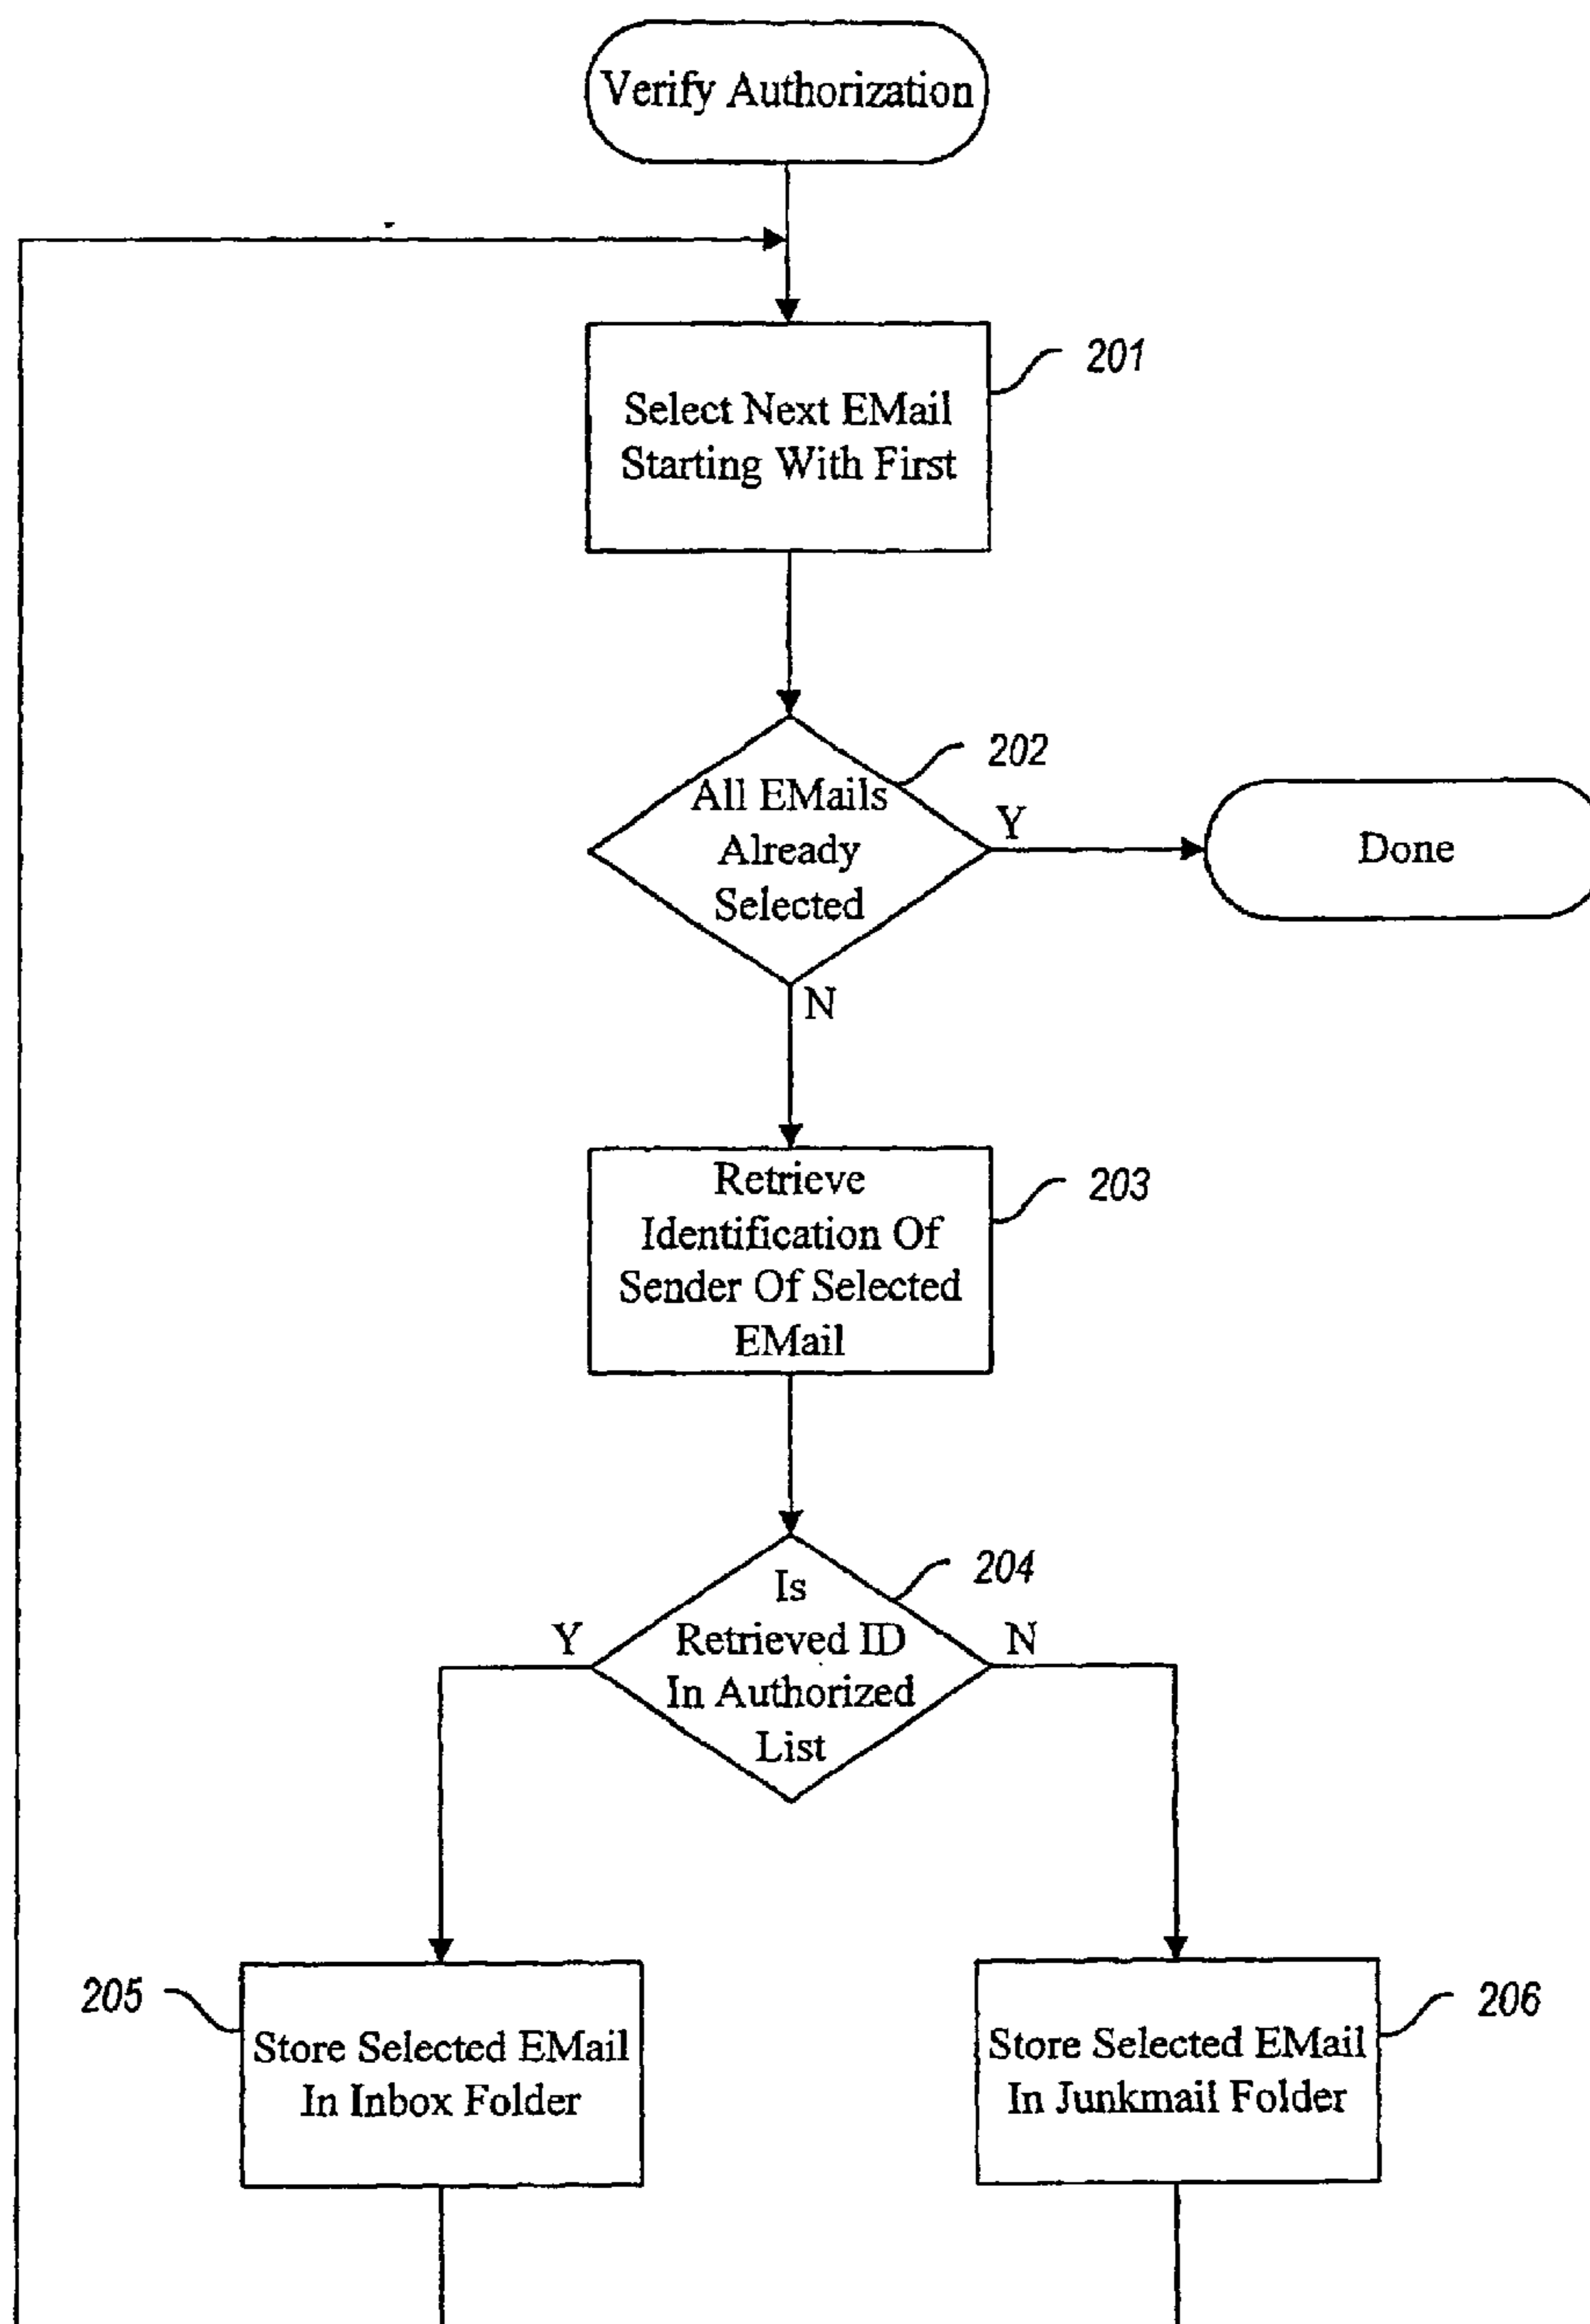 Verify Authorization
201
Select Next EMail
Starting With First
202
All EMails
Already
Selected
Y
Done
N
203
Retrieve
Identification Of
Sender Of Selected
EMail
204
Is
Retrieved ID
In Authorized
List
Y
N
205
Store Selected EMail
In Inbox Folder
206
Store Selected EMail
In Junkmail Folder